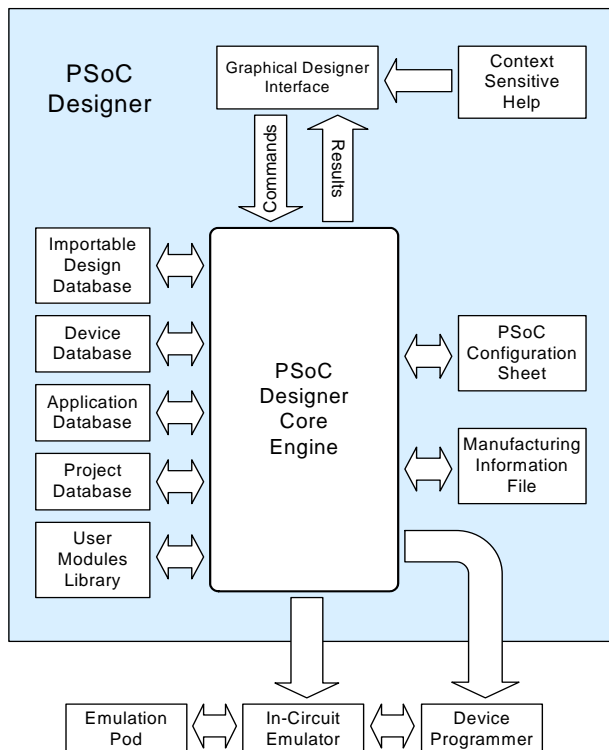 PSoC
Designer
Graphical Designer
Interface
Context
Sensitive
Help
Commands
Results
Importable
Design
Database
Device
Database
Application
Database
Project
Database
User
Modules
Library
PSoC
Designer
Core
Engine
PSoC
Configuration
Sheet
Manufacturing
Information
File
Emulation
Pod
In-Circuit
Emulator
Device
Programmer